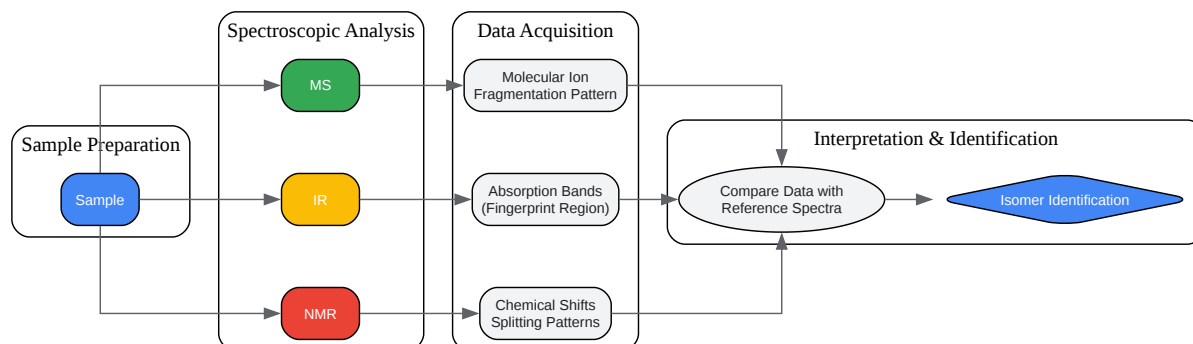 Spectroscopic Analysis
Data Acquisition
MS
Molecular Ion
Fragmentation Pattern
Sample Preparation
Interpretation & Identification
Sample
IR
Absorption Bands
(Fingerprint Region)
Compare Data with
Reference Spectra
Isomer Identification
NMR
Chemical Shifts
Splitting Patterns